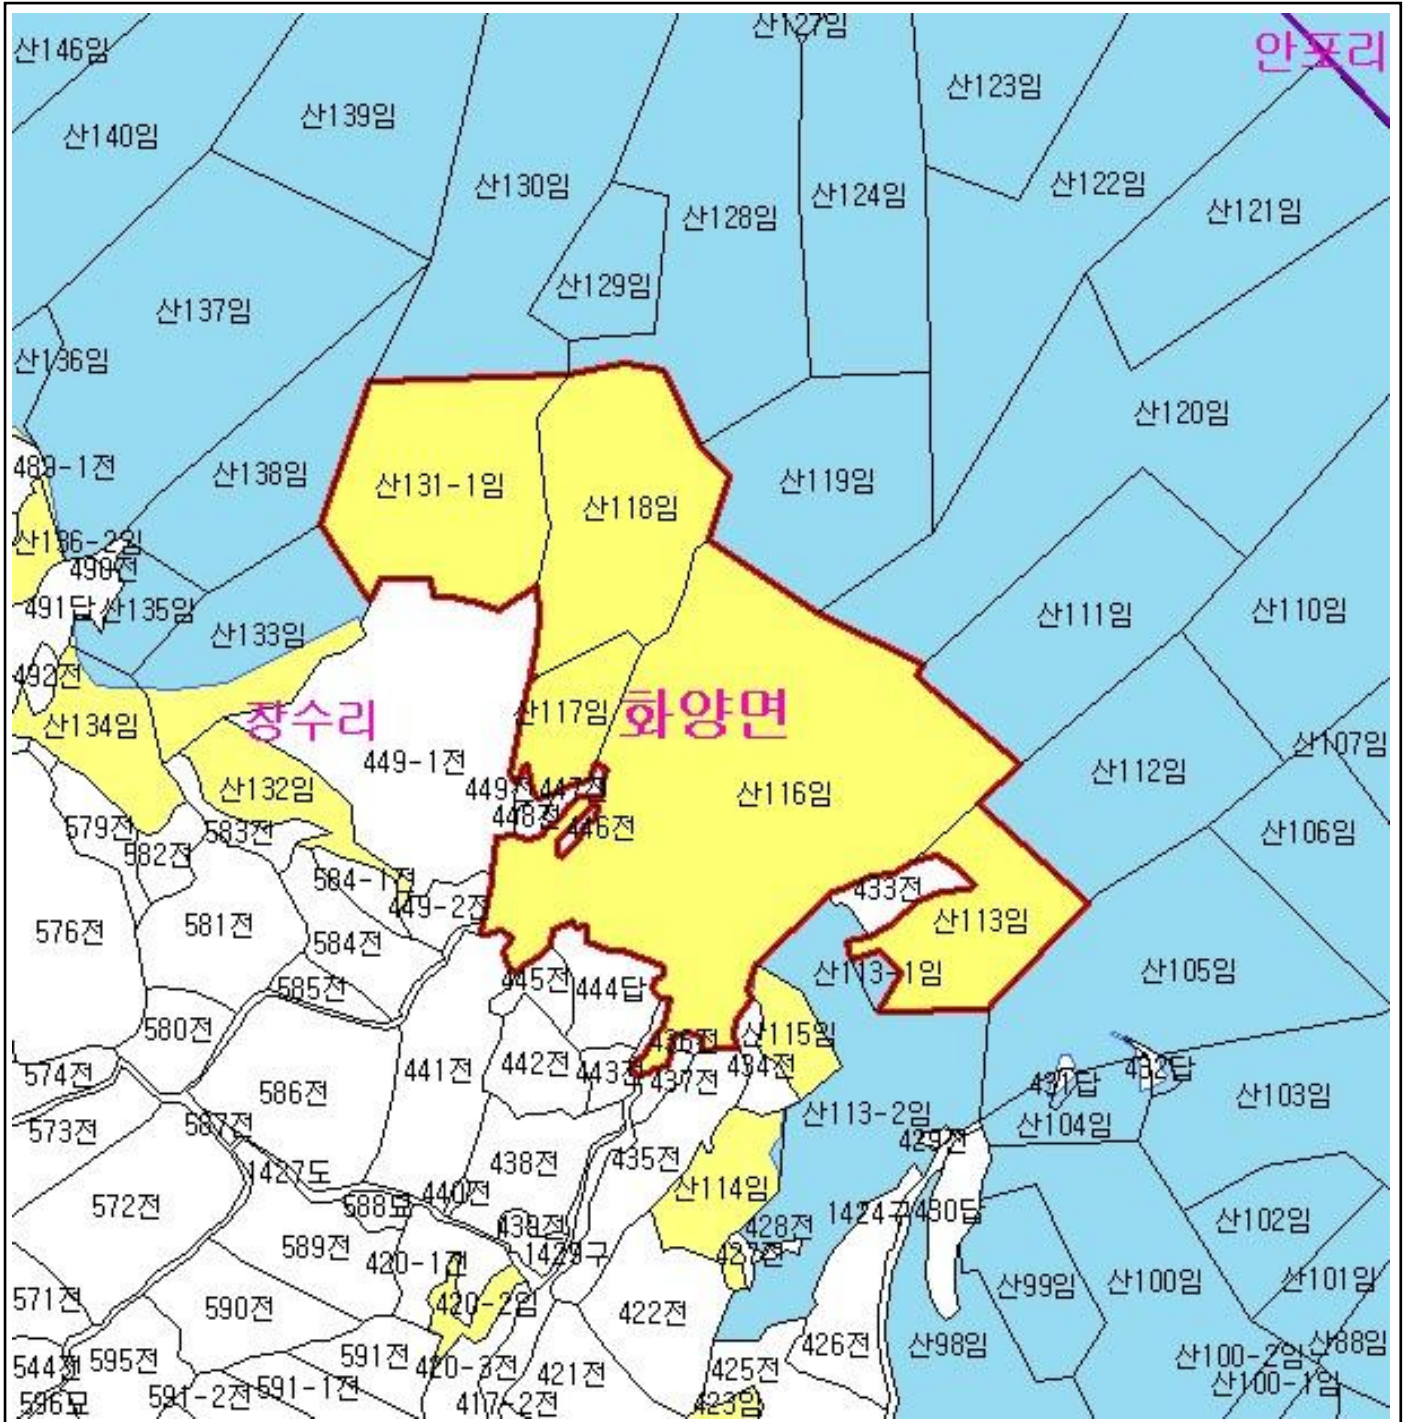 산127임
산146임
안포리
산123임
산139임
산140임
산130임
산122임
산124임
산121임
산128임
산129임
산137임
산136임
산120임
489-1전
산138임
산131-1임
산119임
산118임
산136-2임
490전
491답
산135임
산133임
산111임
산110임
492전
산134임
장수리
산117임
화양면
산107임
449-1전
산112임
산132임
449전
447전
산116임
448전
446전
579전
583전
582전
산106임
584-1전
449-2전
433전
576전
581전
584전
산113임
585전
445전
444답
산113-1임
산105임
580전
산115임
436전
574전
586전
441전
442전
443전
437전
434전
431답
432답
573전
587전
산113-2임
산104임
산103임
429전
1427도
438전
435전
572전
588묘
440전
산114임
439전
428전
1424구
430답
산102임
589전
420-1전
1429구
427전
571전
590전
420-2임
422전
산99임
산100임
산101임
544전
595전
591전
420-3전
421전
425전
426전
산98임
산100-2임
산88임
596묘
591-2전
591-1전
417-2전
423임
산100-1임